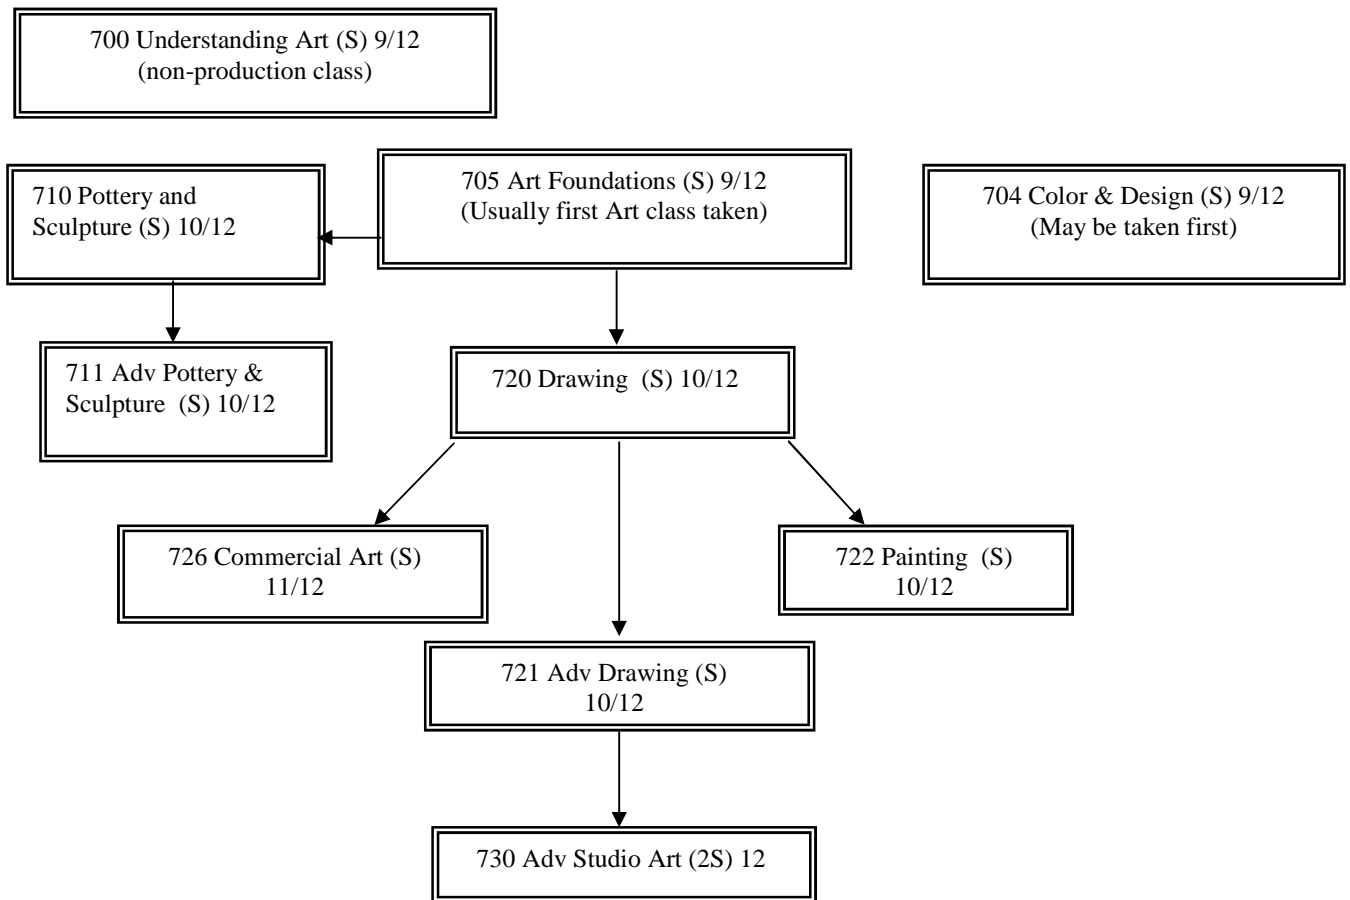 700 Understanding Art (S) 9/12
(non-production class)
710 Pottery and
Sculpture (S) 10/12
705 Art Foundations (S) 9/12
(Usually first Art class taken)
704 Color & Design (S) 9/12
(May be taken first)
711 Adv Pottery &
Sculpture (S) 10/12
720 Drawing (S) 10/12
726 Commercial Art (S)
11/12
722 Painting (S)
10/12
721 Adv Drawing (S)
10/12
730 Adv Studio Art (2S) 12